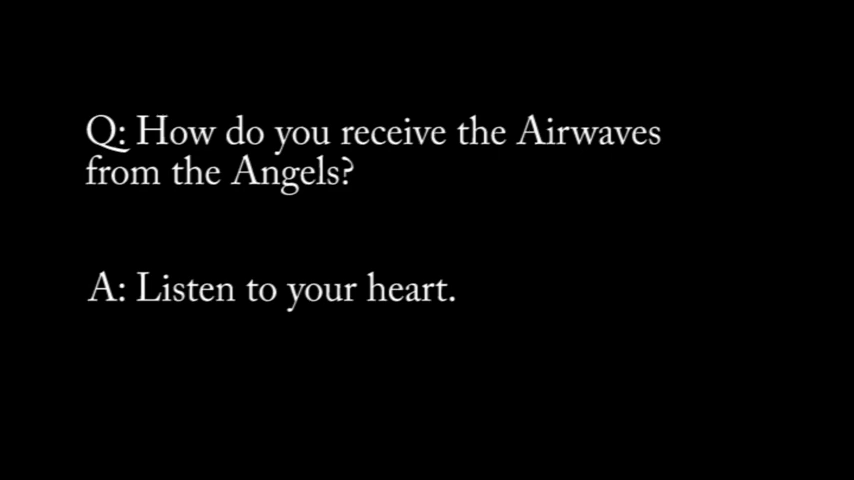 Q: How do you receive the Airwaves
from the Angels?
A: Listen to your heart.